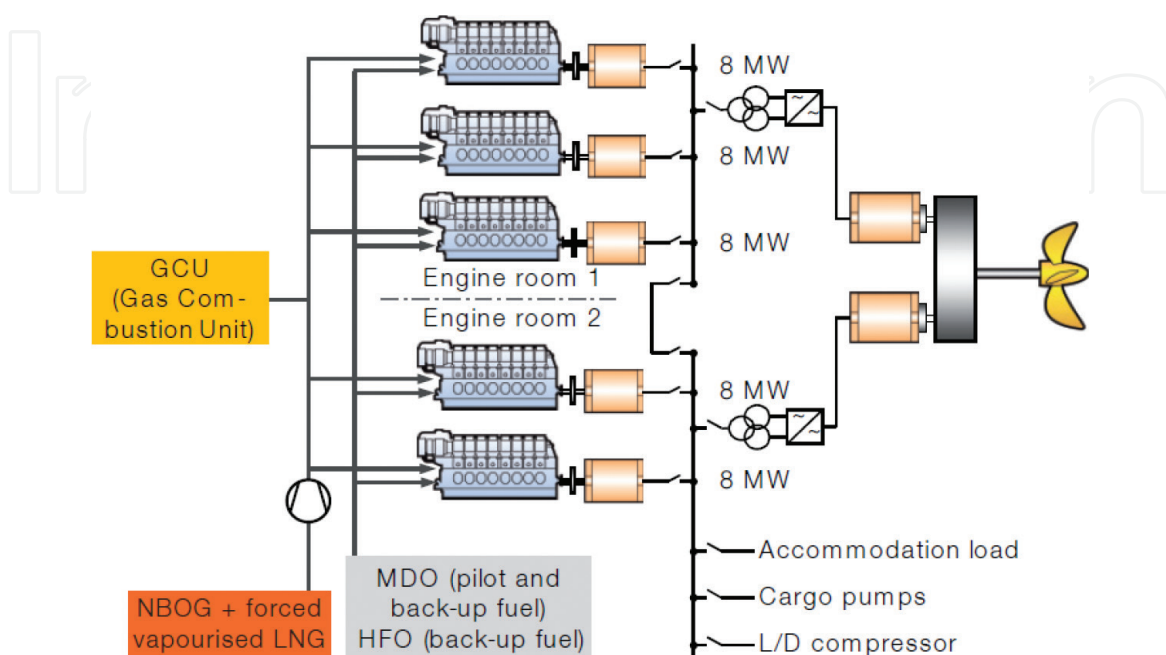 8 MW
~
~
8 MW
8 MW
Engine room 1
GCU
(Gas Com-
bustion Unit)
Engine room 2
8 MW
~
~
8 MW
Accommodation load
MDO (pilot and
back-up fuel)
HFO (back-up fuel)
Cargo pumps
NBOG + forced
vapourised LNG
L/D compressor